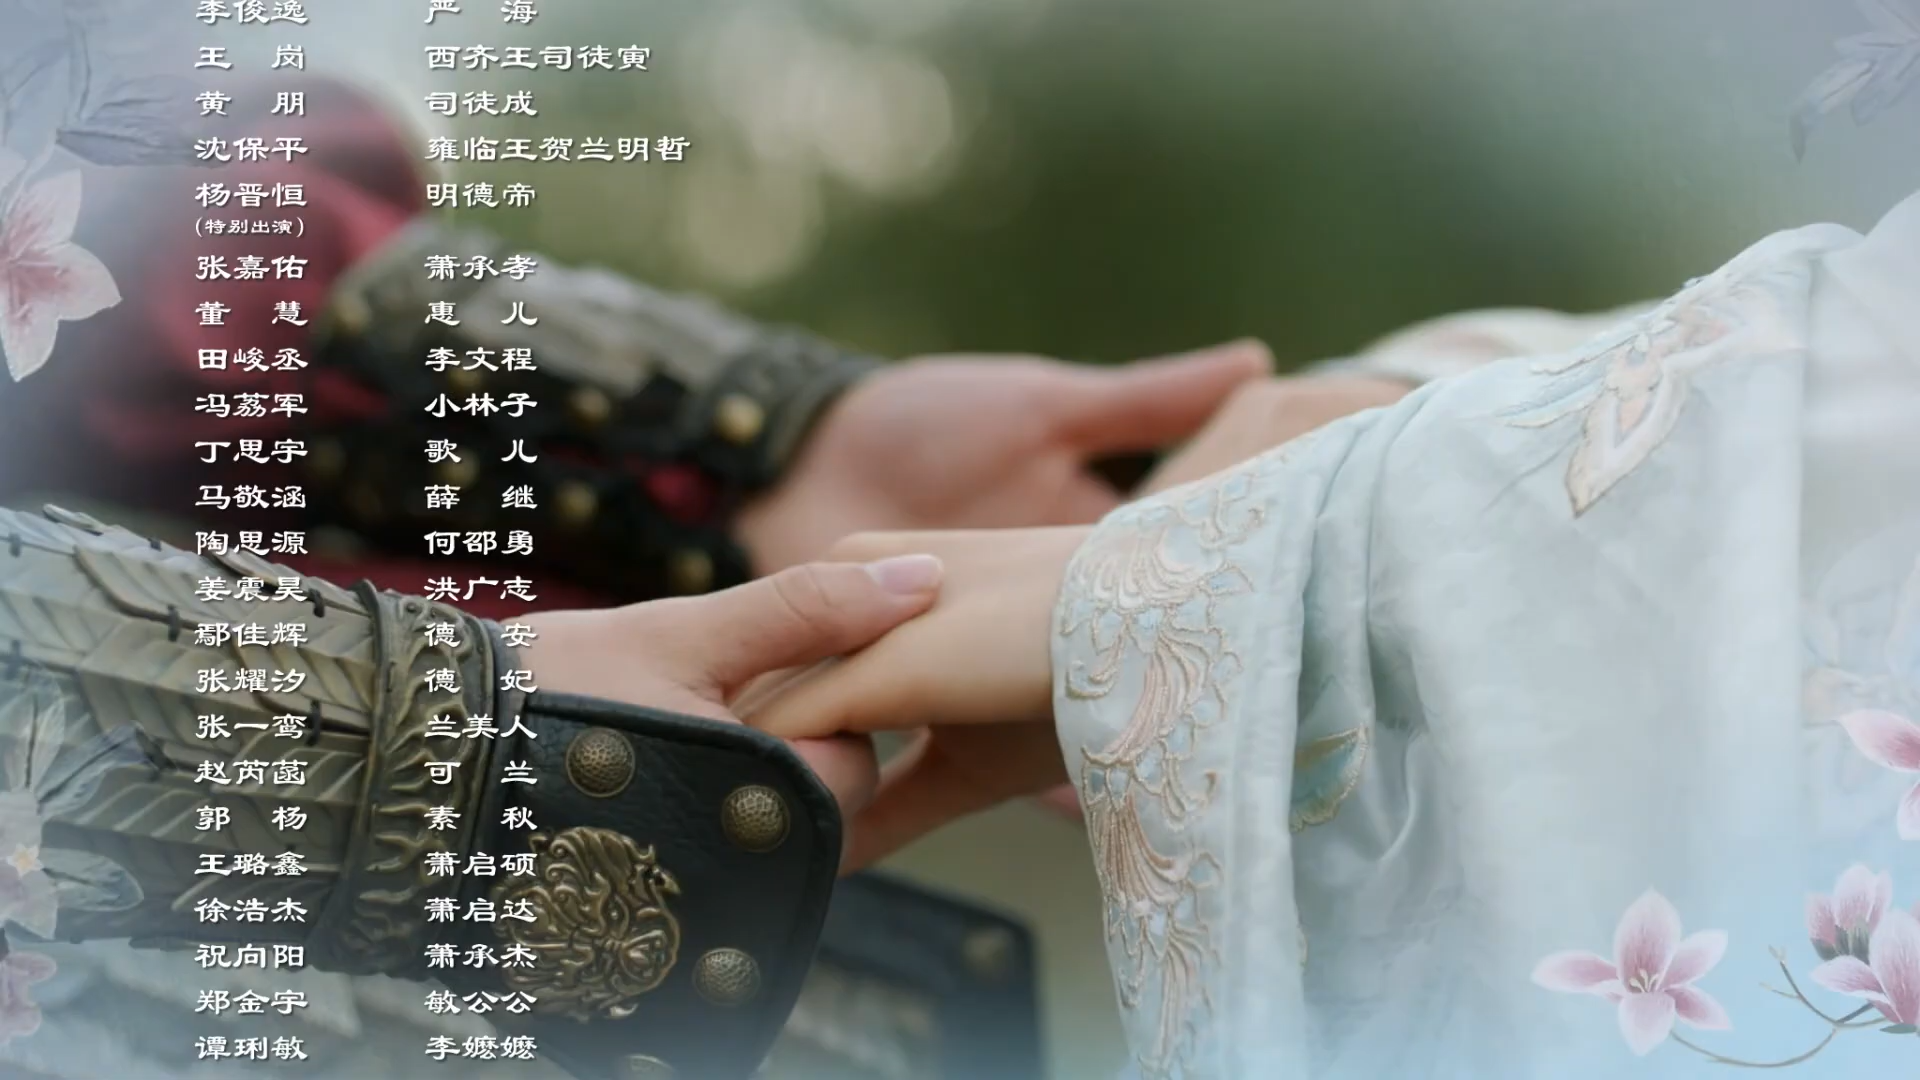 李俊逸 严 海
王 岗 西齐王司徒寅
黄 朋 司徒成
沈保平 雍临王贺兰明哲
杨晋恒 明德帝
(特别出演)
张嘉佑 萧承孝
董 慧 惠 儿
田峻丞 李文程
冯荔军 小林子
丁思宇 歌 儿
马敬涵 薛 继
陶思源 何邵勇
姜震昊 洪广志
鄢佳辉 德 安
张耀汐 德 妃
张一鸾 兰美人
赵芮菡 可 兰
郭 杨 素 秋
王璐鑫 萧启硕
徐浩杰 萧启达
祝向阳 萧承杰
郑金宇 敏公公
谭琍敏 李嬷嬷